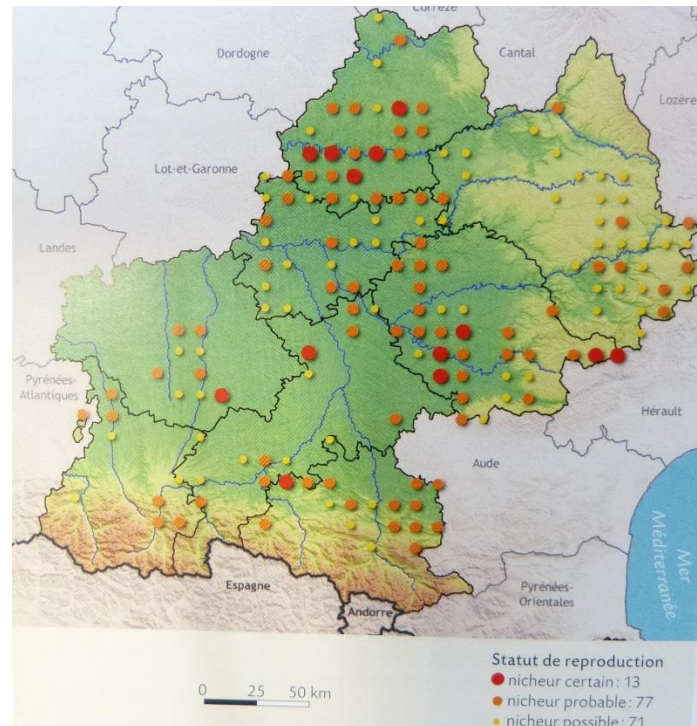 Corrèze
Dordogne
Cantal
Lozère
Lot-et-Garonne
Landes
Pyrénées-
Atlantiques
Hérault
Aude
Mer
Méditerranée
Espagne
Andorre
Pyrénées-
Orientales
Statut de reproduction
nicheur certain : 13
nicheur probable : 77
nicheur possible : 71
0 25 50 km